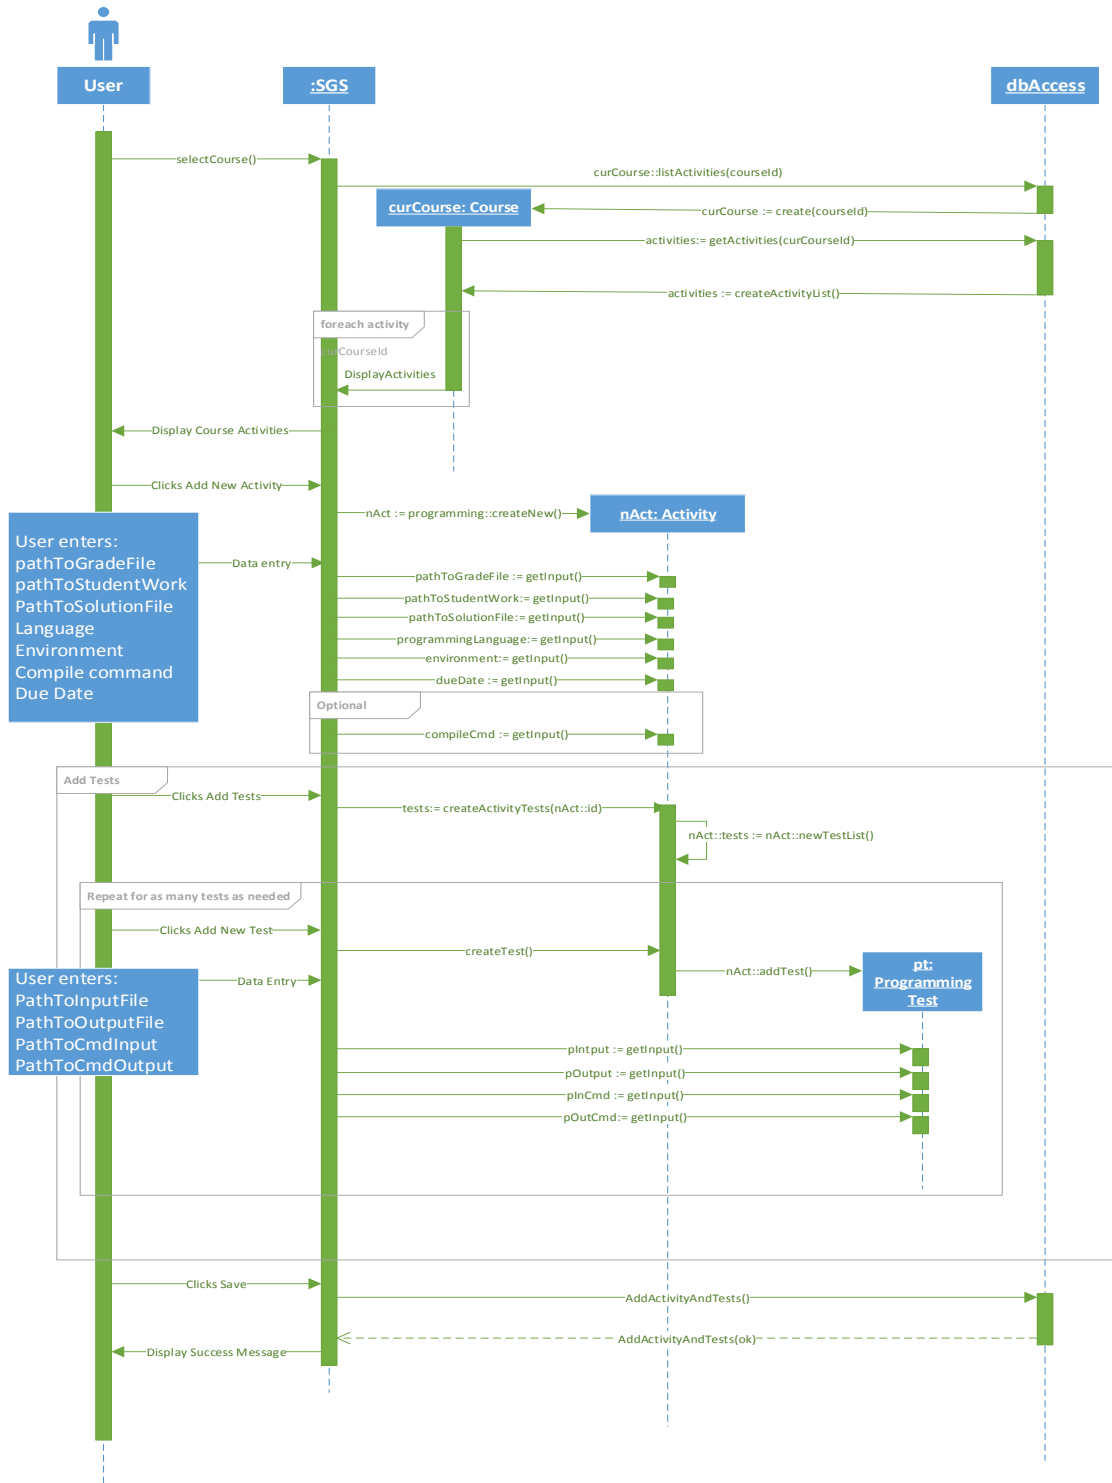 User
:SGS
dbAccess
selectCourse()
curCourse::listActivities(courseId)
curCourse: Course
curCourse := create(courseId)
activities:= getActivities(curCourseId)
activities := createActivityList()
foreach activity
curCourseId
DisplayActivities
Display Course Activities
Clicks Add New Activity
nAct := programming::createNew()
nAct: Activity
User enters:
pathToGradeFile
pathToStudentWork
PathToSolutionFile
Language
Environment
Compile command
Due Date
Data entry
pathToGradeFile := getInput()
pathToStudentWork:= getInput()
pathToSolutionFile:= getInput()
programmingLanguage:= getInput()
environment:= getInput()
dueDate := getInput()
Optional
compileCmd := getInput()
Add Tests
Clicks Add Tests
tests:= createActivityTests(nAct::id)
nAct::tests := nAct::newTestList()
Repeat for as many tests as needed
Clicks Add New Test
createTest()
nAct::addTest()
pt:
Programming
Test
User enters:
PathToInputFile
PathToOutputFile
PathToCmdInput
PathToCmdOutput
Data Entry
pIntput := getInput()
pOutput := getInput()
pInCmd := getInput()
pOutCmd:= getInput()
Clicks Save
AddActivityAndTests()
AddActivityAndTests(ok)
Display Success Message